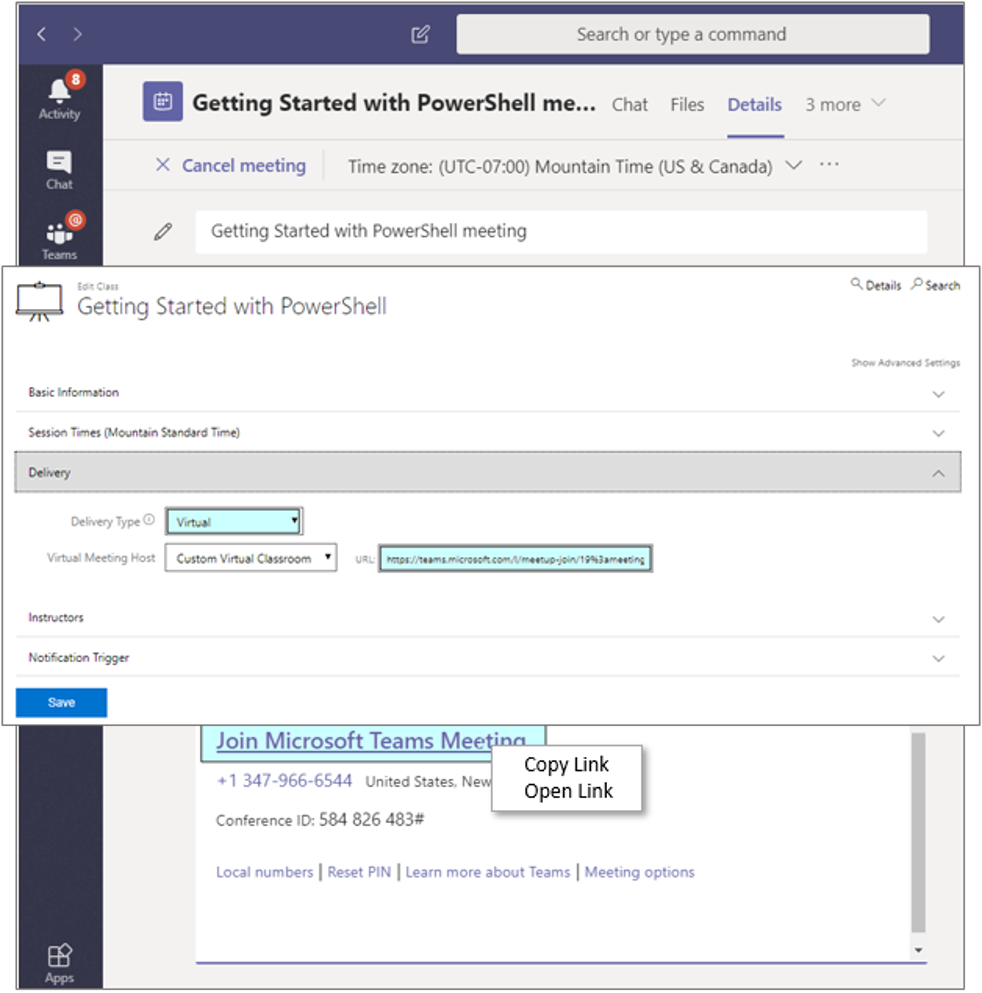 Search or type a command
8
Activity
Getting Started with PowerShell me... Chat Files Details 3 more
Cancel meeting Time zone: (UTC-07:00) Mountain Time (US & Canada) ...
Chat
@
Getting Started with PowerShell meeting
Teams
Edit Class
Getting Started with PowerShell
Details Search
Show Advanced Settings
Basic Information
Session Times (Mountain Standard Time)
Delivery
Delivery Type Virtual
Virtual Meeting Host Custom Virtual Classroom URL: https://teams.microsoft.com/l/meetup-join/19%3ameeting
Instructors
Notification Trigger
Save
Join Microsoft Teams Meeting
Copy Link
Open Link
+1 347-966-6544 United States, New
Conference ID: 584 826 483#
Local numbers | Reset PIN | Learn more about Teams | Meeting options
Apps